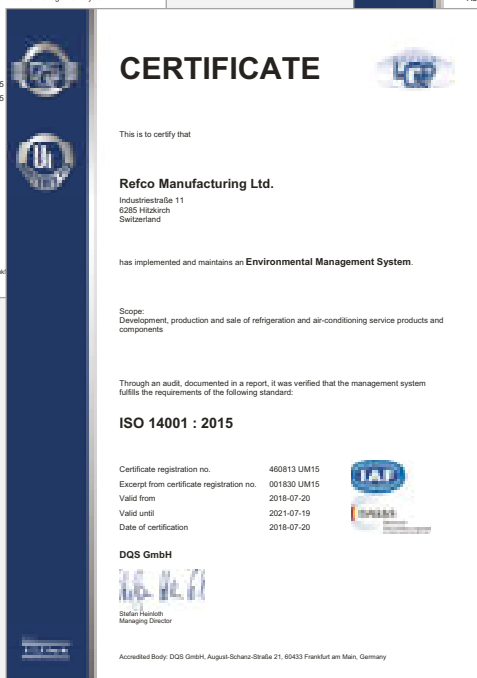 CERTIFICATE
This is to certify that
Refco Manufacturing Ltd.
Industriestraße 11
6285 Hitzkirch
Switzerland
has implemented and maintains an Environmental Management System.
Scope:
Development, production and sale of refrigeration and air-conditioning service products and
components
Through an audit, documented in a report, it was verified that the management system
fulfills the requirements of the following standard:
ISO 14001 : 2015
Certificate registration no. 460813 UM15
Excerpt from certificate registration no. 001830 UM15
Valid from 2018-07-20
Valid until 2021-07-19
Date of certification 2018-07-20
IAF
DQS GmbH
Stefan Heinloth
Managing Director
Accredited Body: DQS GmbH, August-Schanz-Straße 21, 60433 Frankfurt am Main, Germany